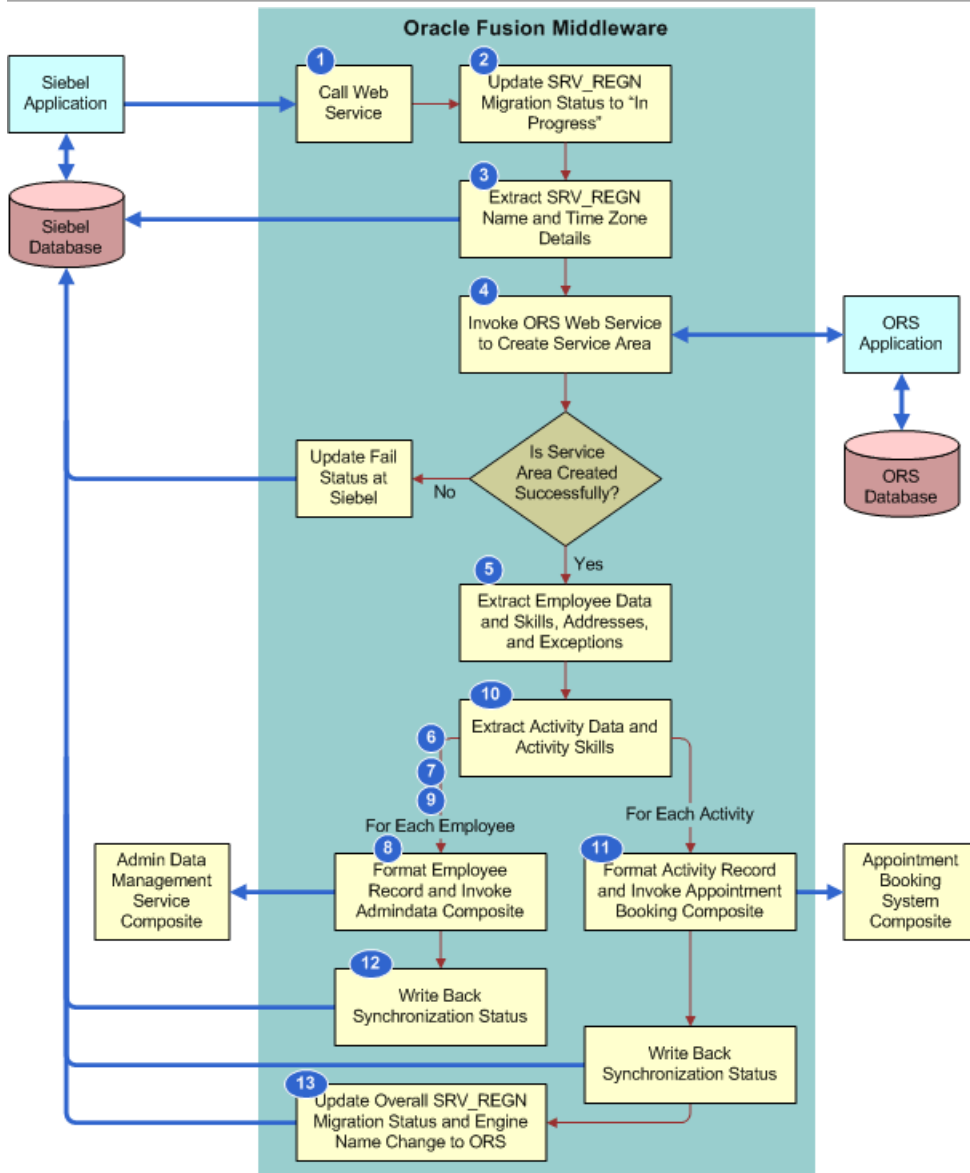 Oracle Fusion Middleware
Siebel
Application
1
Call Web
Service
2
Update SRV_REGN
Migration Status to "In
Progress"
3
Extract SRV_REGN
Name and Time Zone
Details
Siebel
Database
4
Invoke ORS Web Service
to Create Service Area
ORS
Application
ORS
Database
Is Service
Area Created
Successfully?
No
Update Fail
Status at
Siebel
Yes
5
Extract Employee Data
and Skills, Addresses,
and Exceptions
10
Extract Activity Data and
Activity Skills
6
7
9
For Each Employee
For Each Activity
8
Format Employee
Record and Invoke
Admindata Composite
Admin Data
Management
Service
Composite
11
Format Activity Record
and Invoke Appointment
Booking Composite
Appointment
Booking
System
Composite
12
Write Back
Synchronization Status
Write Back
Synchronization Status
13
Update Overall SRV_REGN
Migration Status and Engine
Name Change to ORS